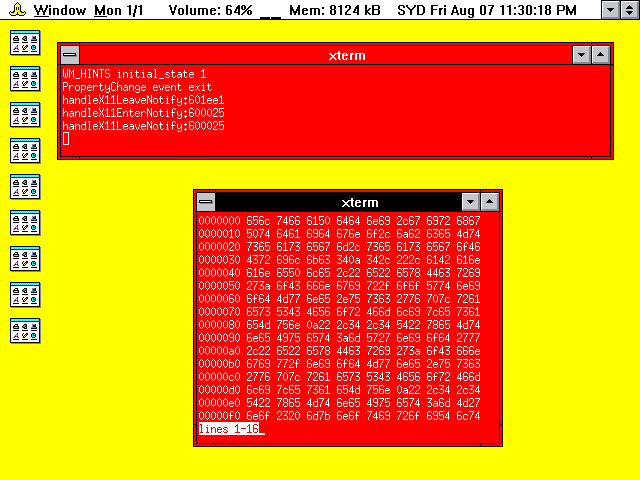 Window Mon 1/1 Volume: 64% __ Mem: 8124 kB SYD Fri Aug 07 11:30:18 PM
xterm
WM_HINTS initial_state 1
PropertyChange event exit
handleX11LeaveNotify:601ee1
handleX11EnterNotify:600025
handleX11LeaveNotify:600025
xterm
0000000 656c 7466 6150 6464 6e69 2c67 6972 6867
0000010 5074 6461 6964 676e 6f2c 6a62 6365 4d74
0000020 7365 6173 6567 6d2c 7365 6173 6567 6f46
0000030 4372 696c 6b63 340a 342c 222c 6142 616e
0000040 616e 6550 6c65 2c22 6522 6578 4463 7269
0000050 273a 6f43 666e 6769 722f 6f6f 5774 6e69
0000060 6f64 4d77 6e65 2e75 7363 2776 707c 7261
0000070 6573 5343 4656 6f72 466d 6c69 7c65 7361
0000080 654d 756e 0a22 2c34 2c34 5422 7865 4d74
0000090 6e65 4975 6574 3a6d 5727 6e69 6f64 2777
00000a0 2c22 6522 6578 4463 7269 273a 6f43 666e
00000b0 6769 772f 6e69 6f64 4d77 6e65 2e75 7363
00000c0 2776 707c 7261 6573 5343 4656 6f72 466d
00000d0 6c69 7c65 7361 654d 756e 0a22 2c34 2c34
00000e0 5422 7865 4d74 6e65 4975 6574 3a6d 4d27
00000f0 6e6f 2320 6d7b 6e6f 7469 726f 6954 6c74
lines 1-16